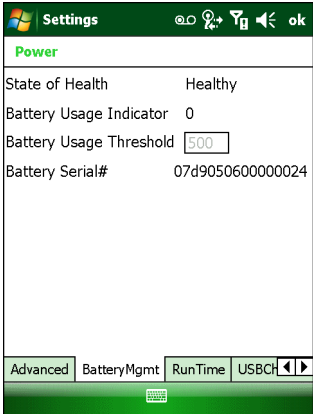 Settings ok
Power
State of Health Healthy
Battery Usage Indicator 0
Battery Usage Threshold 500
Battery Serial# 07d9050600000024
Advanced BatteryMgmt RunTime USBCh